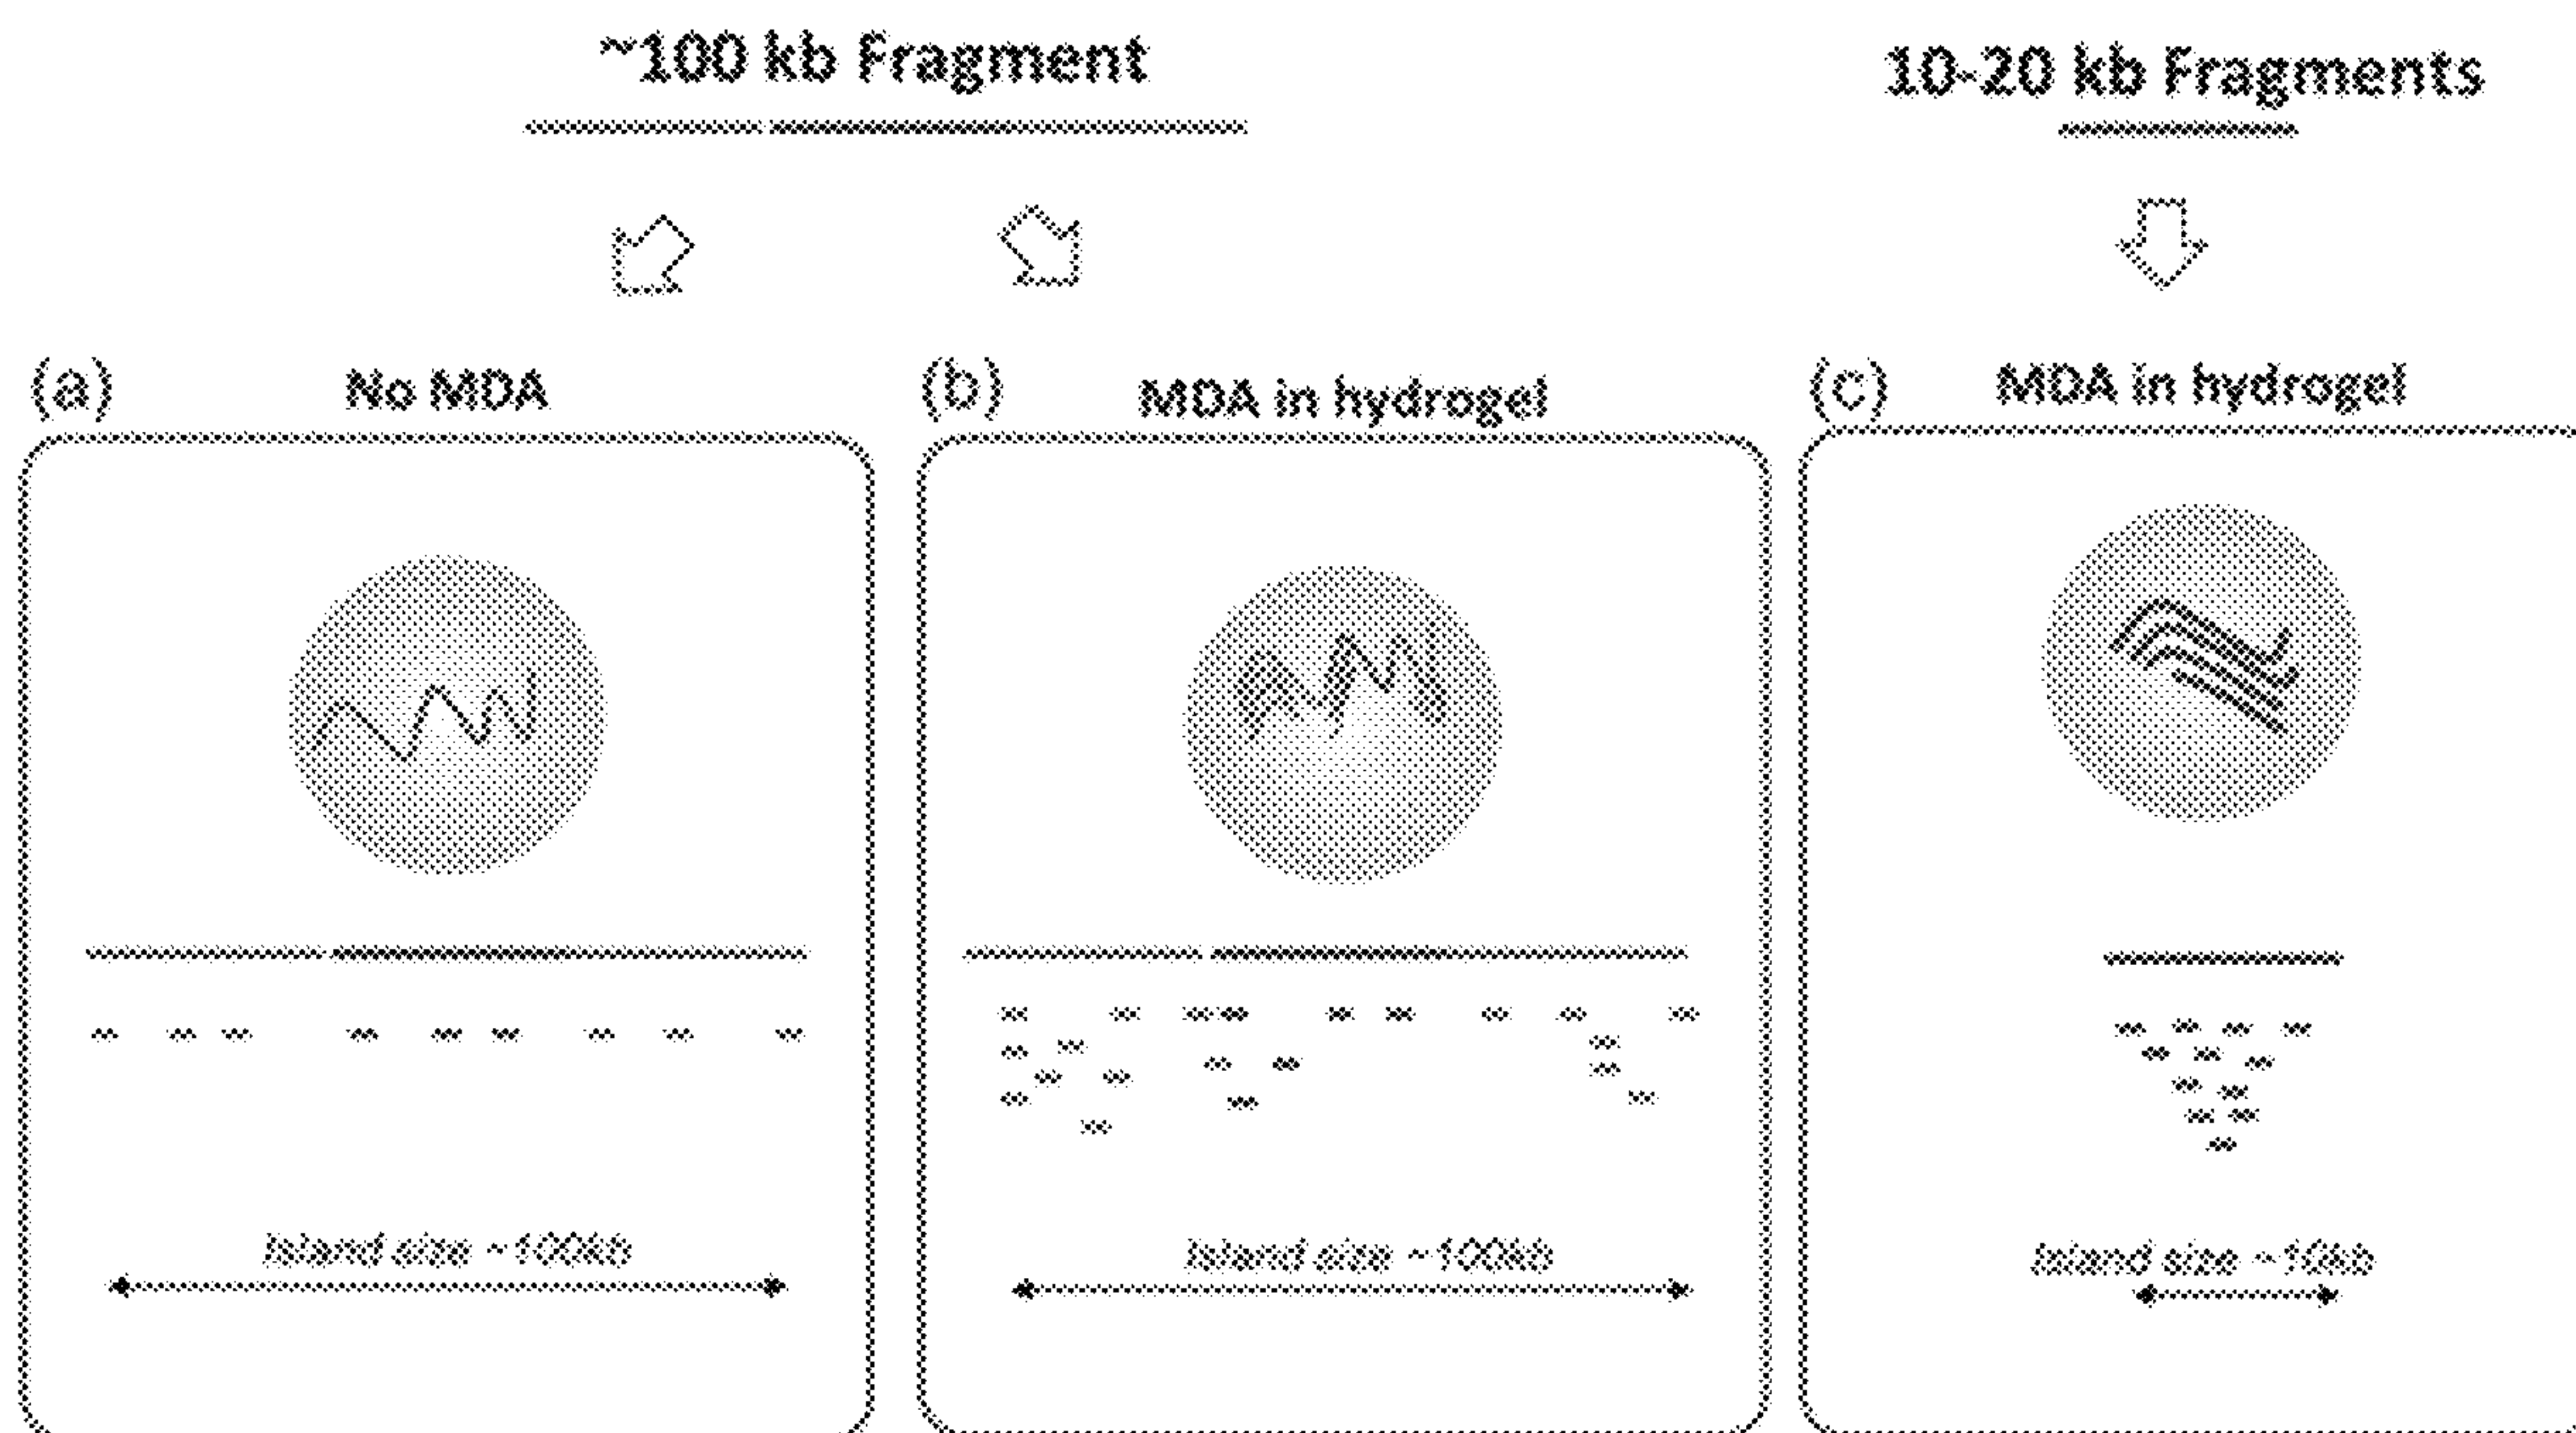 ~100 kb Fragment
10-20 kb Fragments
(a) No MDA
(b) MDA in hydrogel
(c) MDA in hydrogel
Island size ~100kb
Island size ~100kb
Island size ~10kb